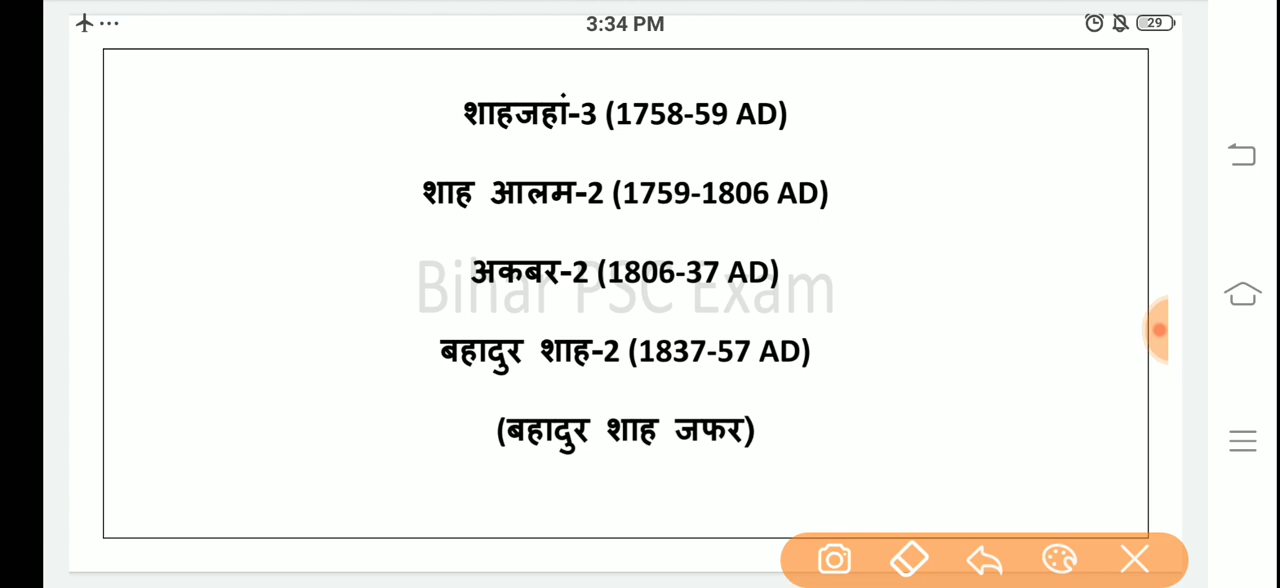 3:34 PM
29
शाहजहां-3 (1758-59 AD)
शाह आलम-2 (1759-1806 AD)
अकबर-2 (1806-37 AD)
Bihar PSC Exam
बहादुर शाह-2 (1837-57 AD)
(बहादुर शाह जफर)